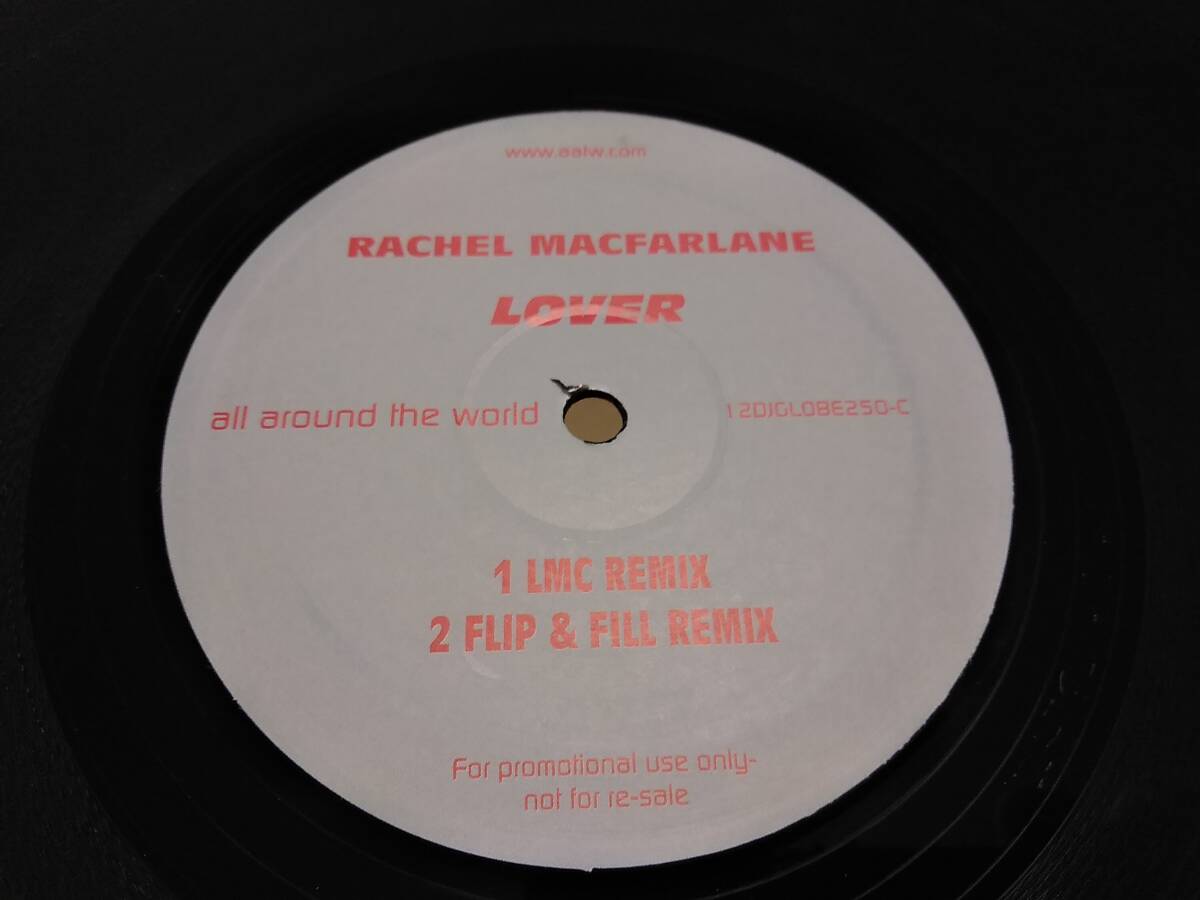 www.aatw.com
RACHEL MACFARLANE
LOVER
all around the world
12DJGLOBE250-C
1 LMC REMIX
2 FLIP & FILL REMIX
For promotional use only-
not for re-sale